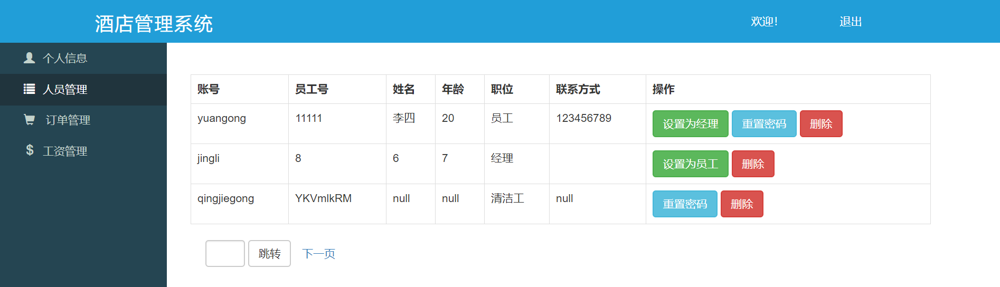 酒店管理系统 欢迎! 退出
个人信息
人员管理
订单管理
$ 工资管理
账号 员工号 姓名 年龄 职位 联系方式 操作
yuangong 11111 李四 20 员工 123456789 设置为经理 重置密码 删除
jingli 8 6 7 经理 设置为员工 删除
qingjiegong YKVmlkRM null null 清洁工 null 重置密码 删除
跳转 下一页